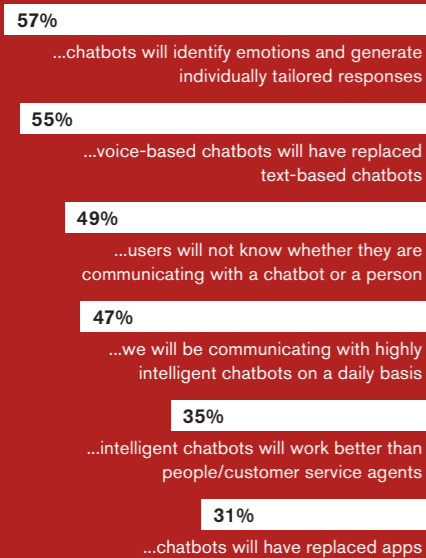 57%
...chatbots will identify emotions and generate
individually tailored responses
55%
...voice-based chatbots will have replaced
text-based chatbots
49%
...users will not know whether they are
communicating with a chatbot or a person
47%
...we will be communicating with highly
intelligent chatbots on a daily basis
35%
...intelligent chatbots will work better than
people/customer service agents
31%
...chatbots will have replaced apps